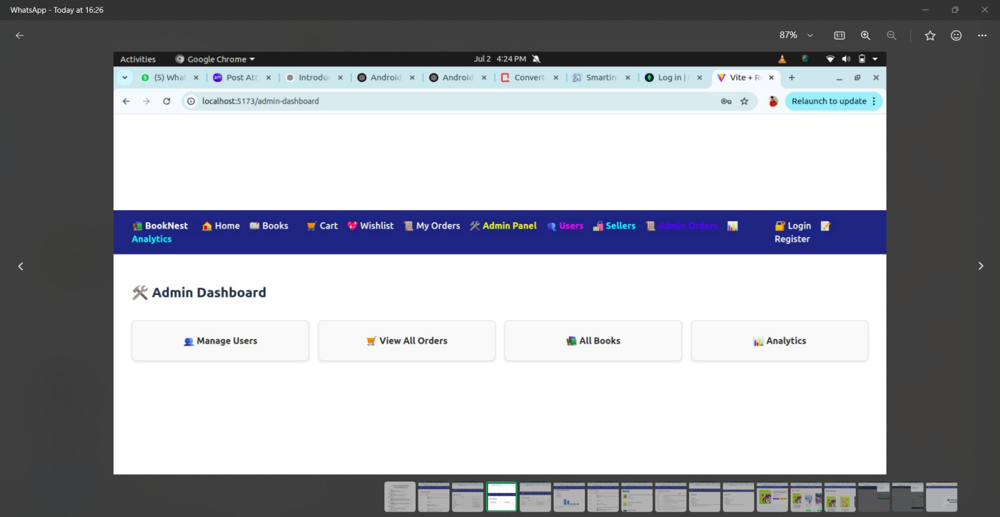 WhatsApp - Today at 16:26
87%
Activities Google Chrome Jul 2 4:24 PM
(5) What Post Att Introduc Android Android Convert Smartin Log in | Vite + R
localhost:5173/admin-dashboard Relaunch to update
BookNest Home Books Cart Wishlist My Orders Admin Panel Users Sellers Admin Orders Login
Analytics Register
Admin Dashboard
Manage Users View All Orders All Books Analytics